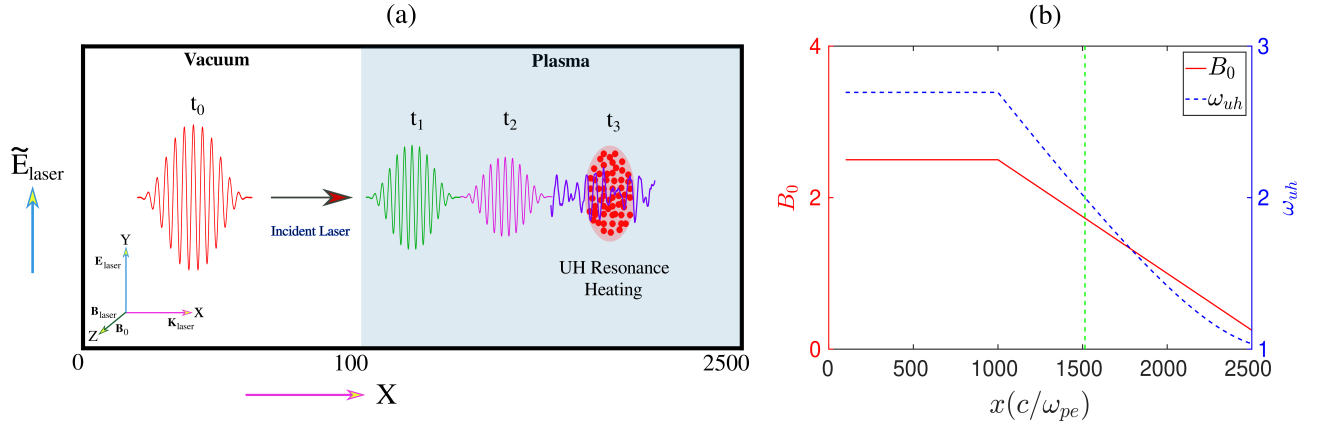 (a)
Vacuum
Plasma
t0
t1
t2
t3
Ẽlaser
Incident Laser
UH Resonance
Heating
Y
Elaser
Blaser
X
Z
B0
Klaser
0
100
2500
X
(b)
4
3
B0
ωuh
B0
2
2
ωuh
0
1
0
500
1000
1500
2000
2500
x(c/ωpe)